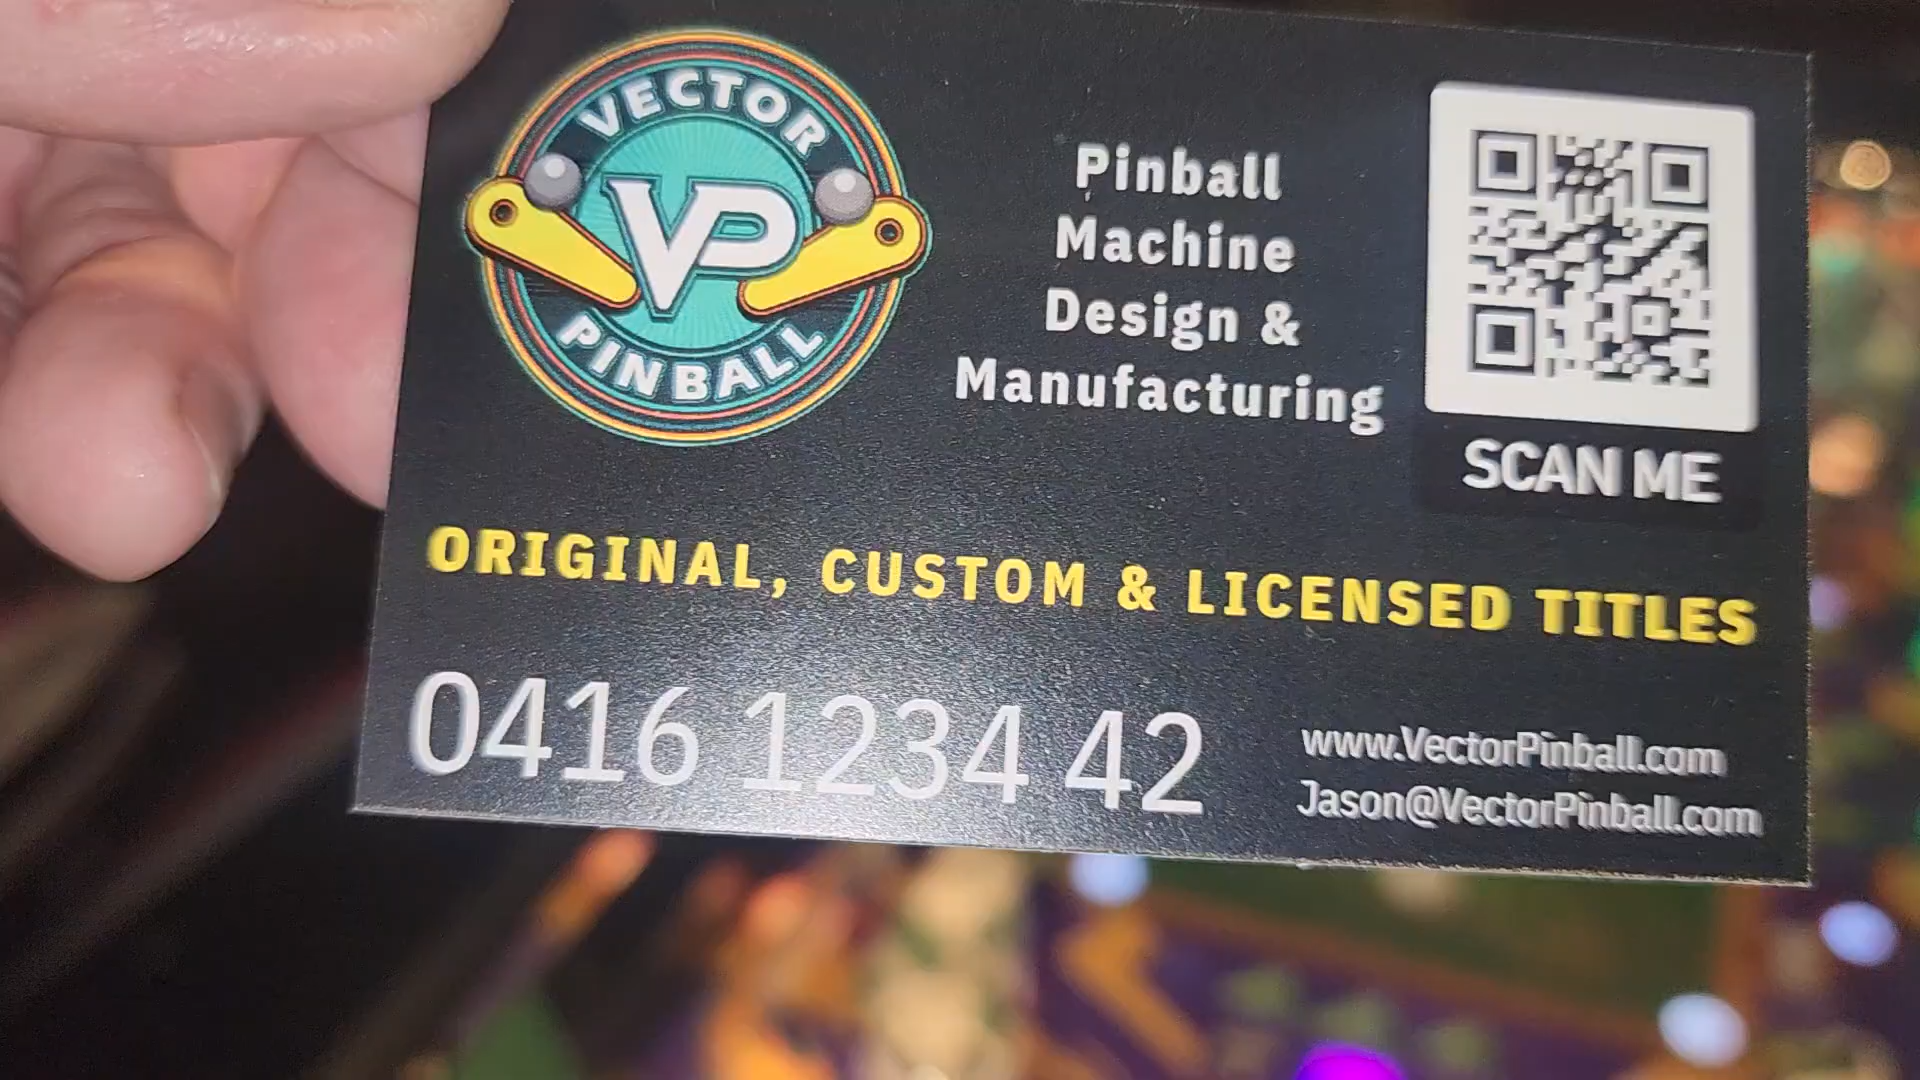 VECTOR
VP
PINBALL
Pinball
Machine
Design &
Manufacturing
SCAN ME
ORIGINAL, CUSTOM & LICENSED TITLES
0416 1234 42
www.VectorPinball.com
Jason@VectorPinball.com